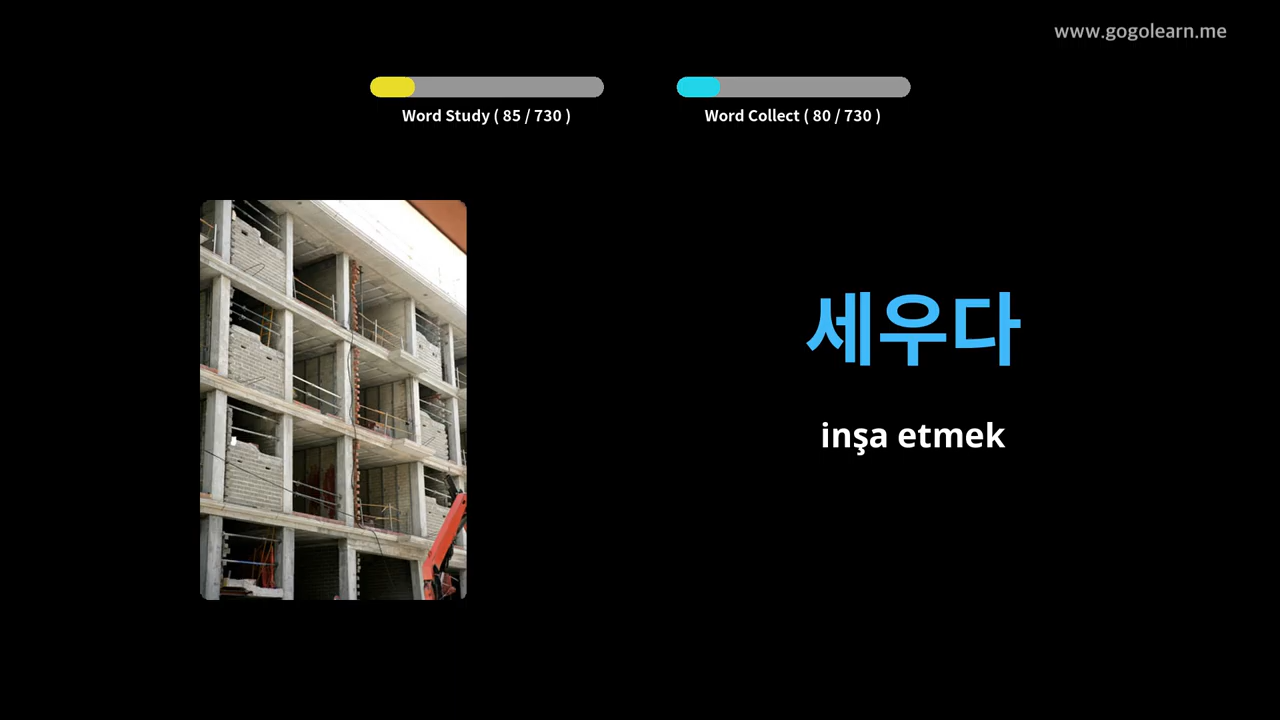 www.gogolearn.me
Word Study ( 85 / 730 )
Word Collect ( 80 / 730 )
세우다
inşa etmek